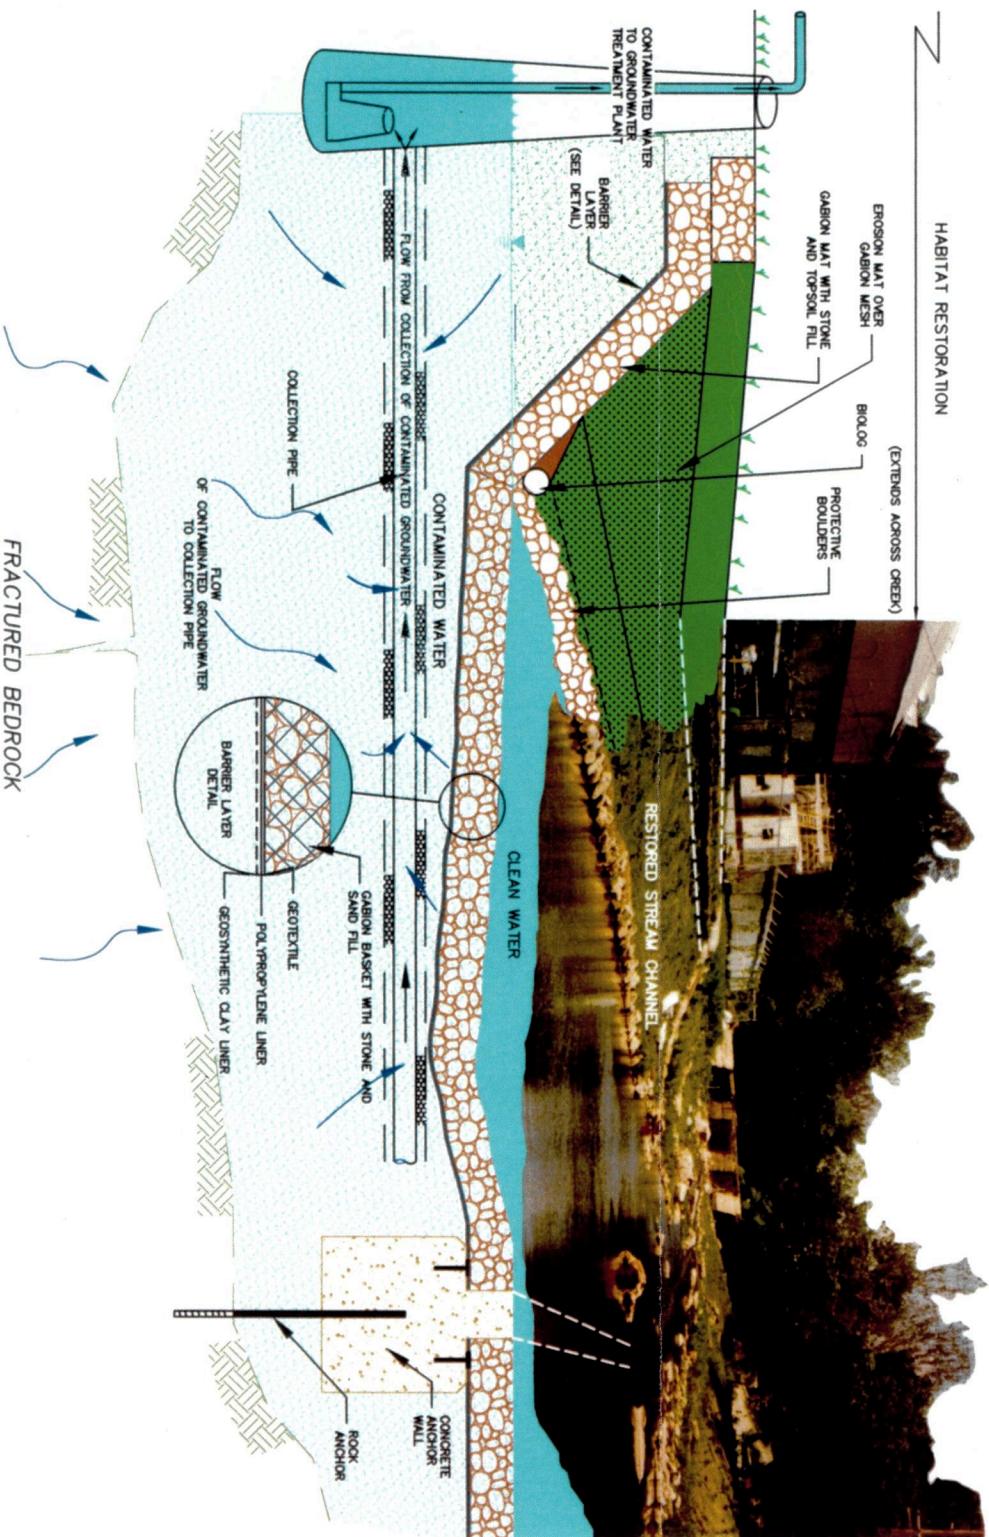 HABITAT RESTORATION
(EXTENDS ACROSS CREEK)
EROSION MAT OVER
GABION MESH
GABION MAT WITH STONE
AND TOPSOIL FILL
BIOLOG
PROTECTIVE
BOULDERS
CONTAMINATED WATER
TO GROUNDWATER
TREATMENT PLANT
BARRIER
LAYER
(SEE DETAIL)
RESTORED STREAM CHANNEL
CLEAN WATER
CONTAMINATED WATER
FLOW FROM COLLECTION OF CONTAMINATED GROUNDWATER
COLLECTION PIPE
FLOW
OF CONTAMINATED GROUNDWATER
TO COLLECTION PIPE
GABION BASKET WITH STONE AND
SAND FILL
GEOTEXTILE
POLYPROPYLENE LINER
GEOSYNTHETIC CLAY LINER
BARRIER LAYER
DETAIL
CONCRETE
ANCHOR
WALL
ROCK
ANCHOR
FRACTURED BEDROCK